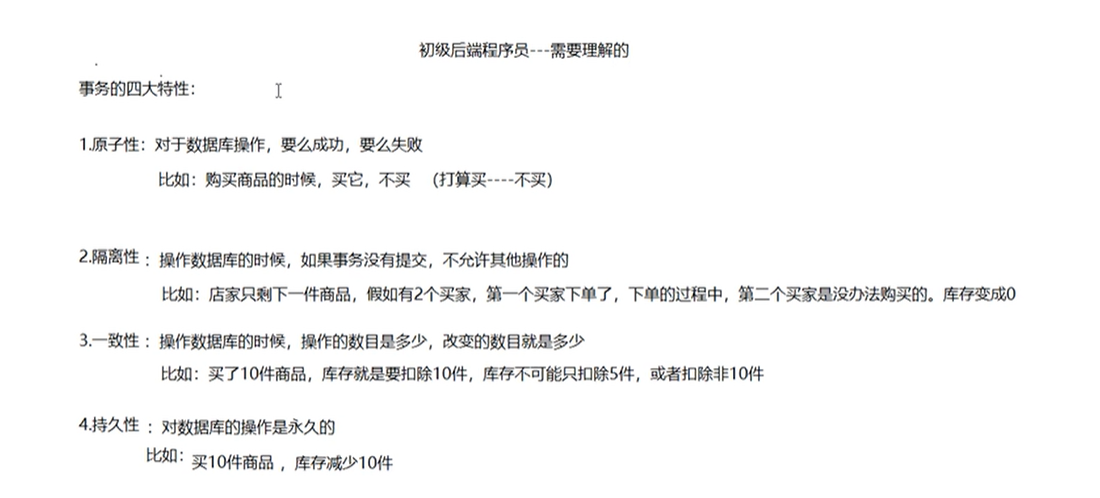 初级后端程序员---需要理解的
事务的四大特性：
1.原子性：对于数据库操作，要么成功，要么失败
比如：购买商品的时候，买它，不买 （打算买----不买）
2.隔离性：操作数据库的时候，如果事务没有提交，不允许其他操作的
比如：店家只剩下一件商品，假如有2个买家，第一个买家下单了，下单的过程中，第二个买家是没办法购买的。库存变成0
3.一致性：操作数据库的时候，操作的数目是多少，改变的数目就是多少
比如：买了10件商品，库存就是要扣除10件，库存不可能只扣除5件，或者扣除非10件
4.持久性：对数据库的操作是永久的
比如：买10件商品，库存减少10件